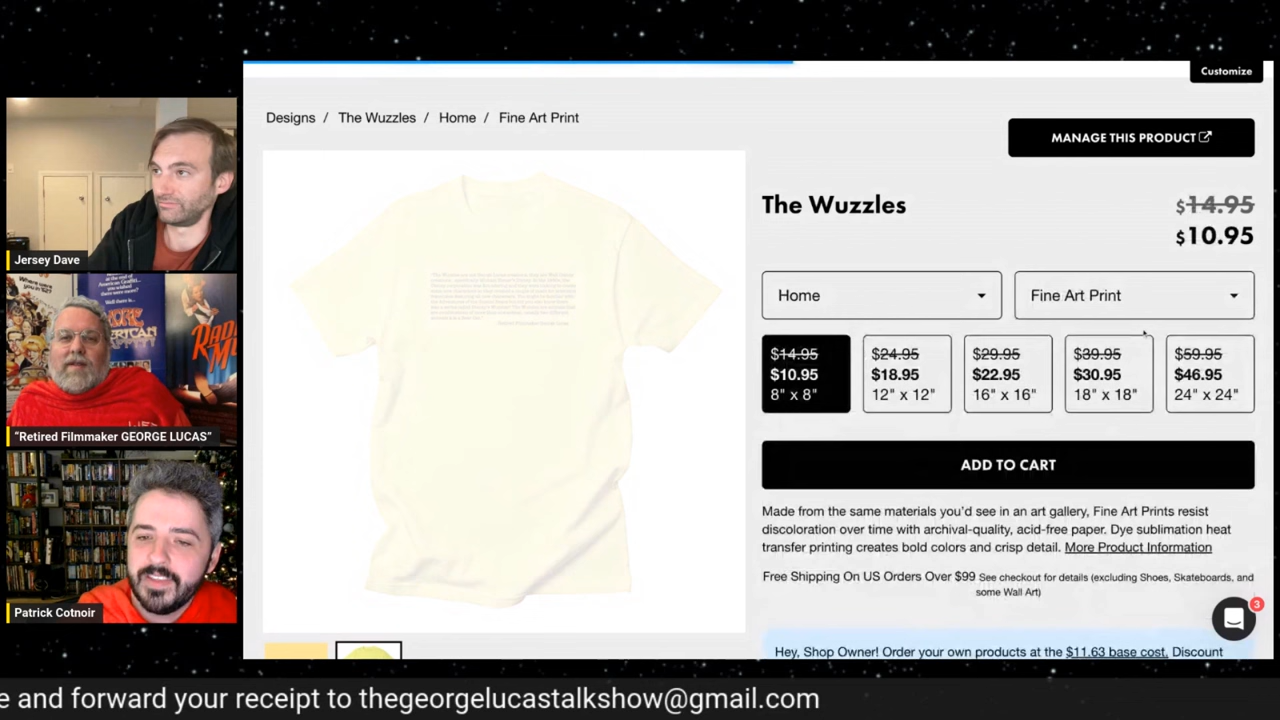 Customize
Designs / The Wuzzles / Home / Fine Art Print
MANAGE THIS PRODUCT
The Wuzzles
$14.95
$10.95
Home
Fine Art Print
$14.95
$10.95
8" x 8"
$24.95
$18.95
12" x 12"
$29.95
$22.95
16" x 16"
$39.95
$30.95
18" x 18"
$59.95
$46.95
24" x 24"
ADD TO CART
Made from the same materials you'd see in an art gallery, Fine Art Prints resist
discoloration over time with archival-quality, acid-free paper. Dye sublimation heat
transfer printing creates bold colors and crisp detail. More Product Information
Free Shipping On US Orders Over $99 See checkout for details (excluding Shoes, Skateboards, and
some Wall Art)
3
Hey, Shop Owner! Order your own products at the $11.63 base cost. Discount
Jersey Dave
"Retired Filmmaker GEORGE LUCAS"
Patrick Cotnoir
e and forward your receipt to thegeorgelucastalkshow@gmail.com